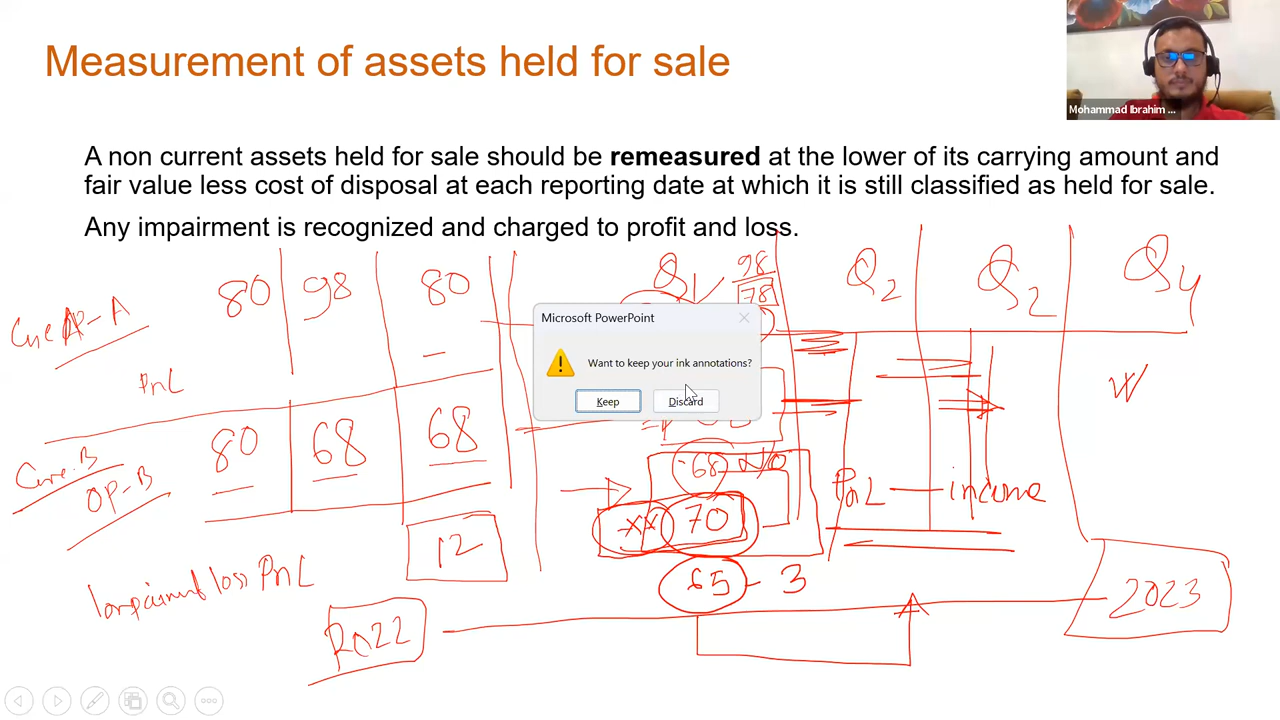 Measurement of assets held for sale
Mohammad Ibrahim ...
A non current assets held for sale should be remeasured at the lower of its carrying amount and
fair value less cost of disposal at each reporting date at which it is still classified as held for sale.
Any impairment is recognized and charged to profit and loss.
80 98 80 Q1 98 Q2 Q2 Q4
78
A
PnL
Microsoft PowerPoint
Want to keep your ink annotations?
Keep Discard
80 68 68 68 No
B
OP-B
PnL income
xx 70
12
65 - 3
Impairment loss PnL
2023